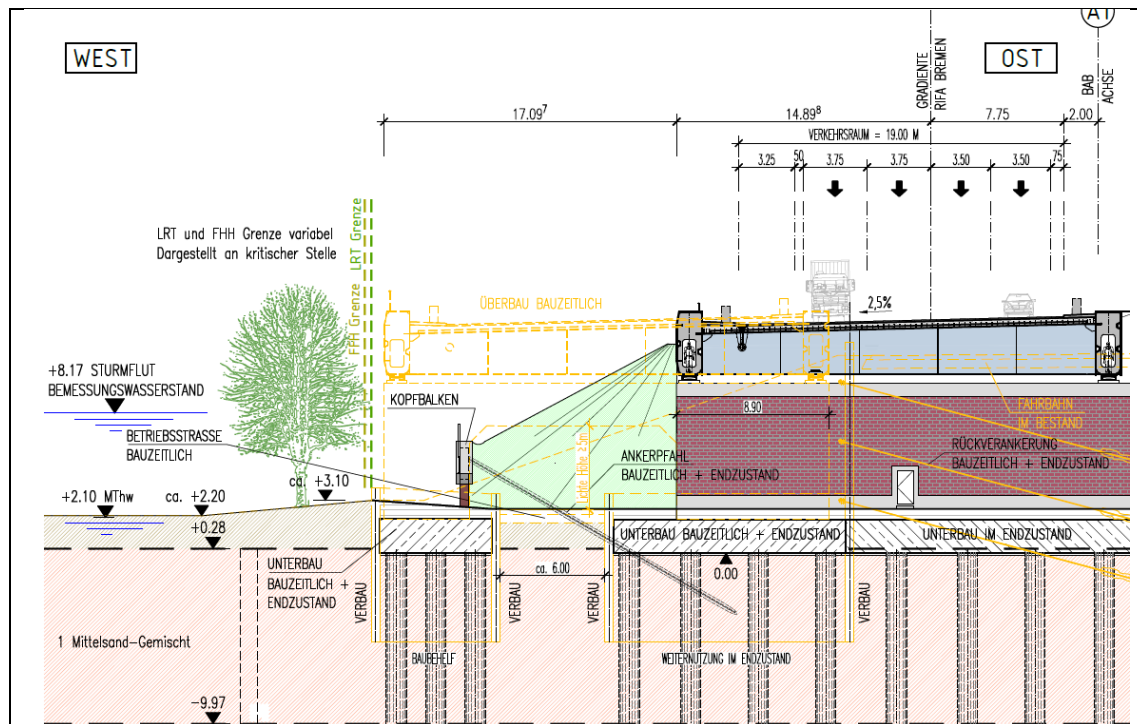 A1
WEST
OST
GRADIENTE
RIFA BREMEN
BAB
ACHSE
17.09⁷
14.89⁸
7.75
2.00
VERKEHRSRAUM = 19.00 M
3.25
50
3.75
3.75
3.50
3.50
75
LRT und FHH Grenze variabel
Dargestellt an kritischer Stelle
FHH Grenze
LRT Grenze
ÜBERBAU BAUZEITLICH
2,5%
+8.17 STURMFLUT
BEMESSUNGSWASSERSTAND
KOPFBALKEN
BETRIEBSSTRASSE
BAUZEITLICH
8.90
FAHRBAHN
IM BESTAND
Lichte Höhe ≥5m
ANKERPFAHL
BAUZEITLICH + ENDZUSTAND
RÜCKVERANKERUNG
BAUZEITLICH + ENDZUSTAND
ca. +3.10
+2.10 MThw
ca. +2.20
+0.28
UNTERBAU BAUZEITLICH + ENDZUSTAND
UNTERBAU IM ENDZUSTAND
UNTERBAU
BAUZEITLICH +
ENDZUSTAND
ca. 6.00
0.00
VERBAU
VERBAU
VERBAU
VERBAU
1 Mittelsand-Gemischt
BAUBEHELF
WEITERNUTZUNG IM ENDZUSTAND
-9.97